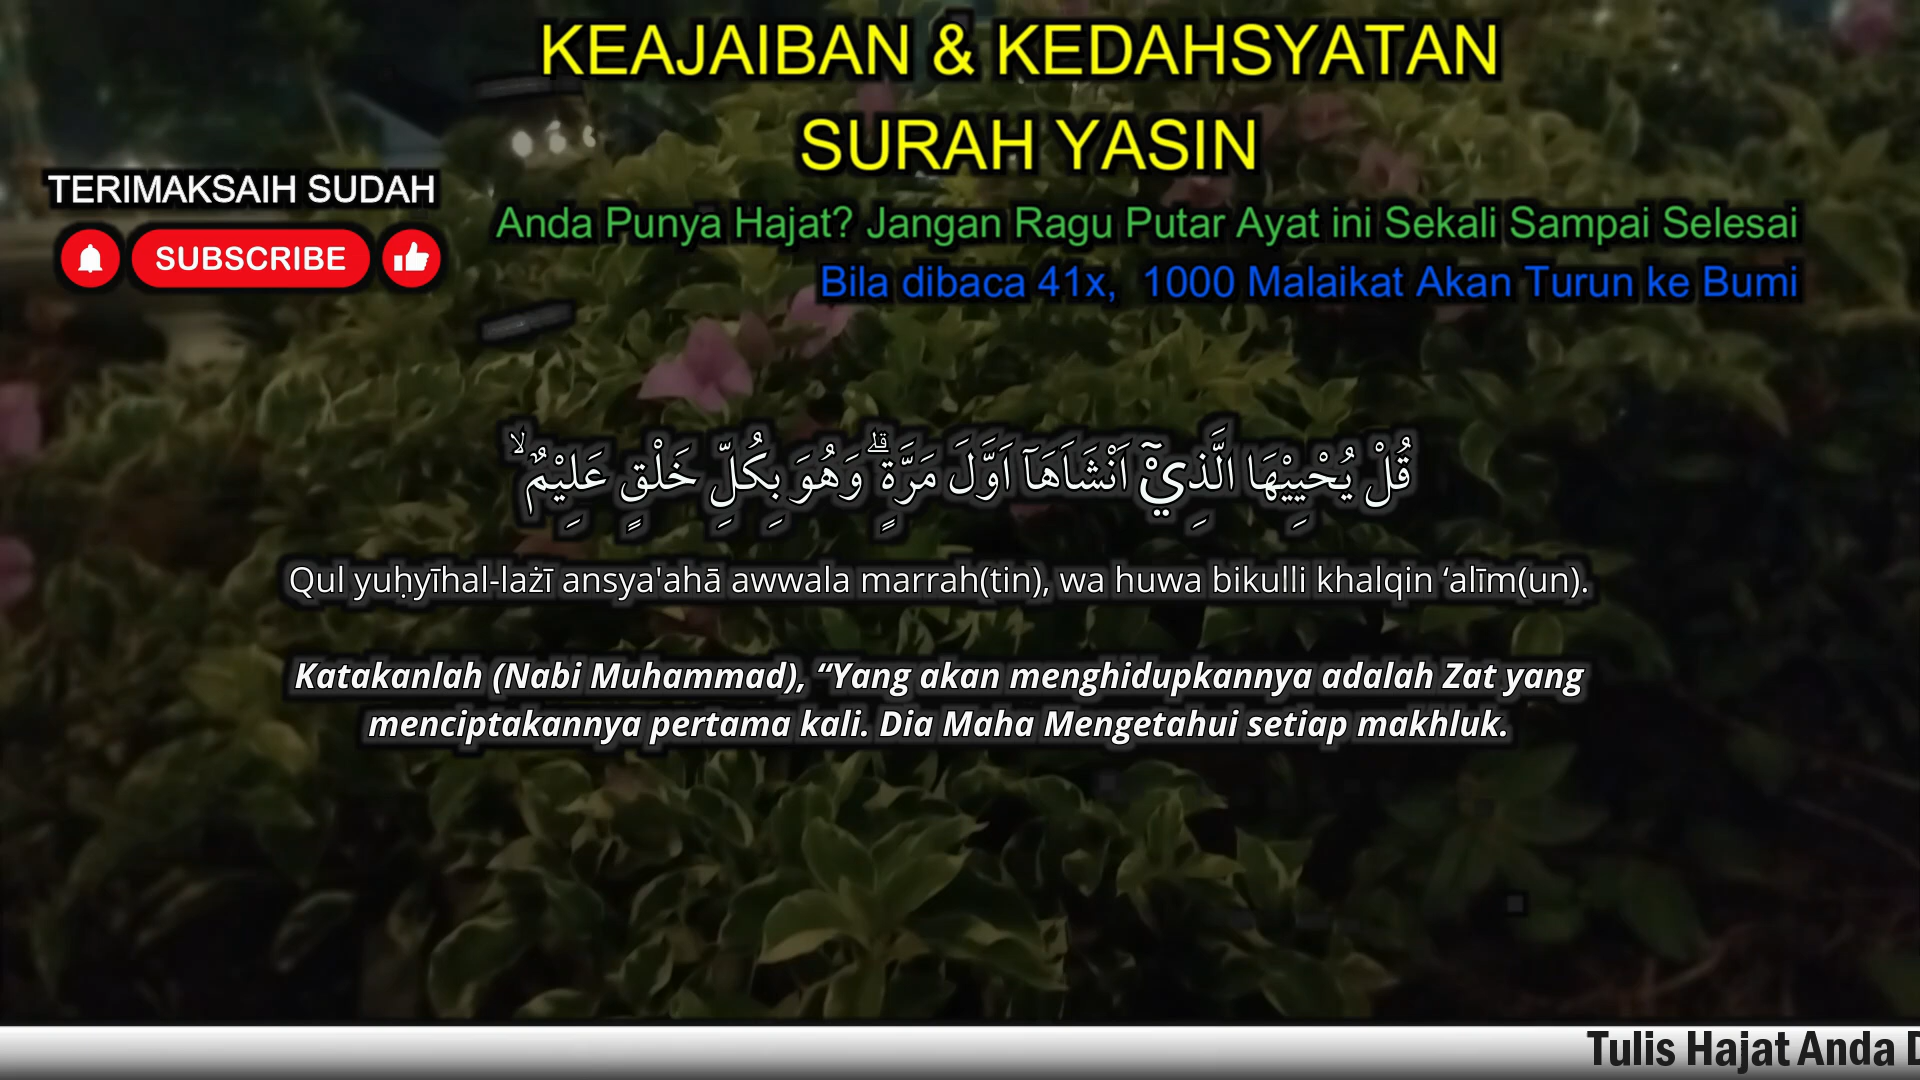 KEAJAIBAN & KEDAHSYATAN
SURAH YASIN
TERIMAKSAIH SUDAH
SUBSCRIBE
Anda Punya Hajat? Jangan Ragu Putar Ayat ini Sekali Sampai Selesai
Bila dibaca 41x, 1000 Malaikat Akan Turun ke Bumi
قُلْ يُحْيِيْهَا الَّذِيْٓ اَنْشَاَهَآ اَوَّلَ مَرَّةٍ ۗوَهُوَ بِكُلِّ خَلْقٍ عَلِيْمٌ ۙ
Qul yuḥyīhal-lażī ansya'ahā awwala marrah(tin), wa huwa bikulli khalqin ‘alīm(un).
Katakanlah (Nabi Muhammad), “Yang akan menghidupkannya adalah Zat yang
menciptakannya pertama kali. Dia Maha Mengetahui setiap makhluk.
Tulis Hajat Anda D